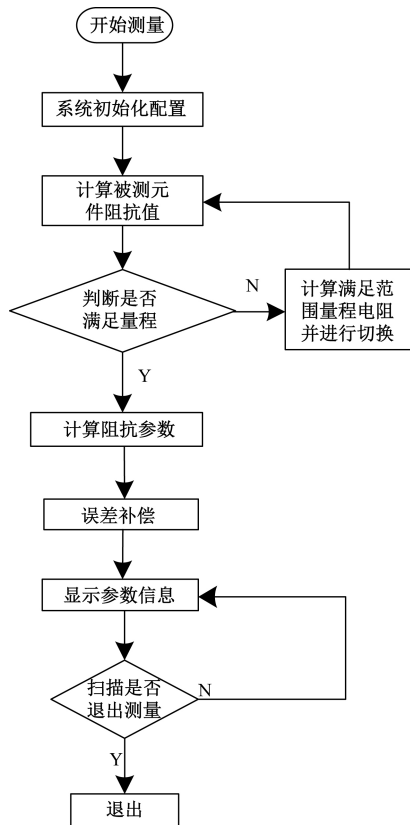 开始测量
系统初始化配置
计算被测元
件阻抗值
判断是否
满足量程
N
计算满足范
围量程电阻
并进行切换
Y
计算阻抗参数
误差补偿
显示参数信息
扫描是否
退出测量
N
Y
退出